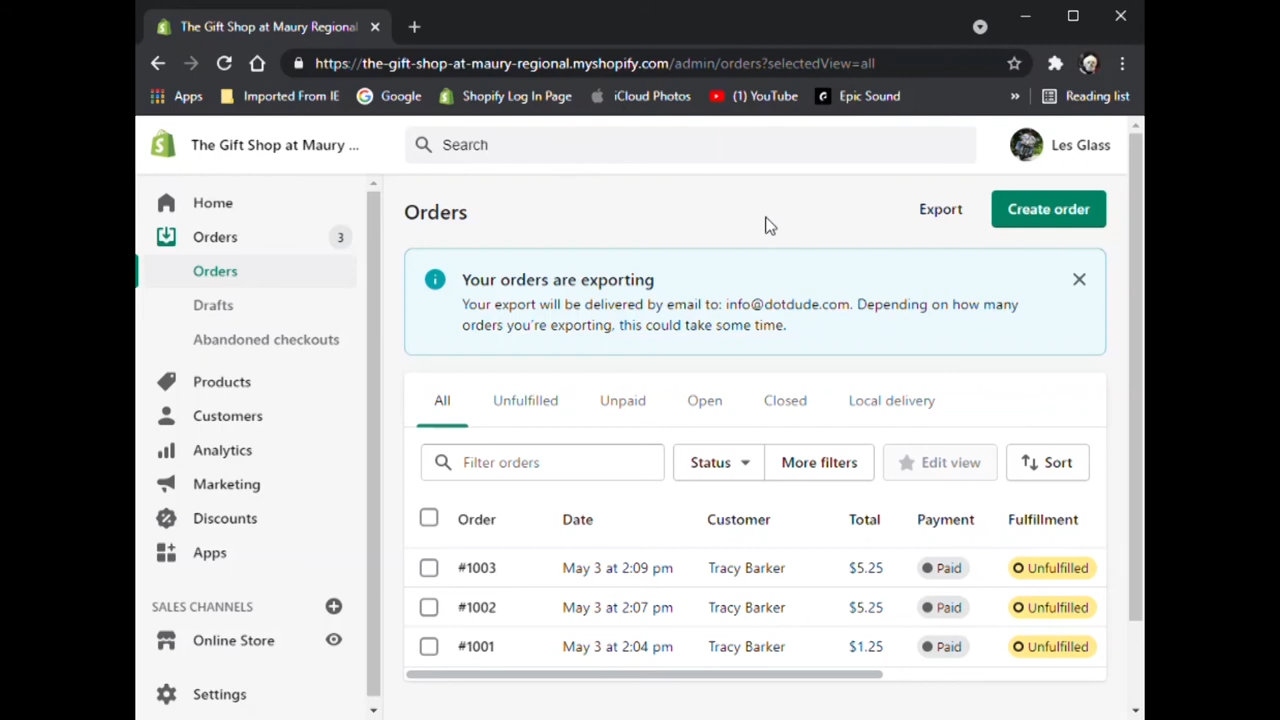 The Gift Shop at Maury Regional
https://the-gift-shop-at-maury-regional.myshopify.com/admin/orders?selectedView=all
Apps Imported From IE Google Shopify Log In Page iCloud Photos (1) YouTube Epic Sound » Reading list
The Gift Shop at Maury ... Search Les Glass
Home
Orders 3
Orders
Drafts
Abandoned checkouts
Products
Customers
Analytics
Marketing
Discounts
Apps
SALES CHANNELS
Online Store
Settings
Orders Export Create order
Your orders are exporting
Your export will be delivered by email to: info@dotdude.com. Depending on how many
orders you're exporting, this could take some time.
All Unfulfilled Unpaid Open Closed Local delivery
Filter orders Status More filters Edit view Sort
Order Date Customer Total Payment Fulfillment
#1003 May 3 at 2:09 pm Tracy Barker $5.25 Paid Unfulfilled
#1002 May 3 at 2:07 pm Tracy Barker $5.25 Paid Unfulfilled
#1001 May 3 at 2:04 pm Tracy Barker $1.25 Paid Unfulfilled